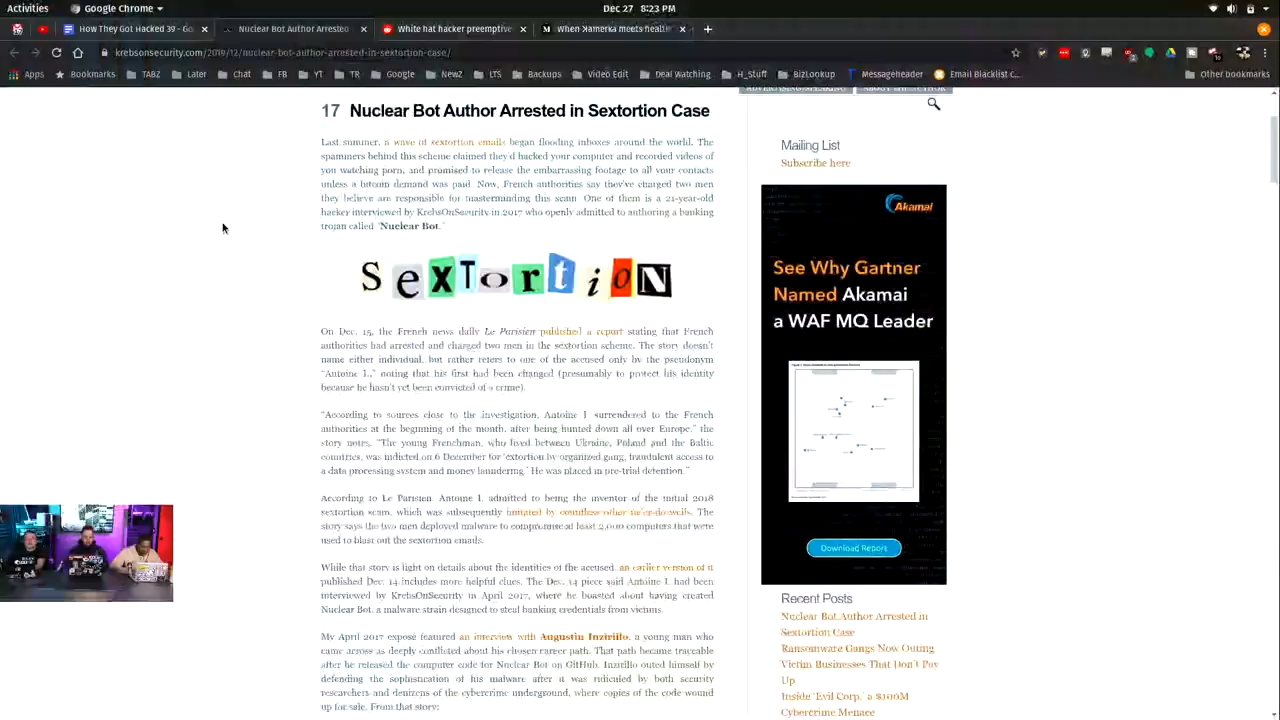 Activities
Google Chrome
Dec 27 8:23 PM
How They Got Hacked 39 - Go
Nuclear Bot Author Arrested
White hat hacker preemptive
When Kamerka meets healt
krebsonsecurity.com/2019/12/nuclear-bot-author-arrested-in-sextortion-case/
Apps
Bookmarks
TABZ
Later
Chat
FB
YT
TR
Google
NewZ
LTS
Backups
Video Edit
Deal Watching
H_Stuff
BizLookup
Messageheader
Email Blacklist C...
Other bookmarks
ADVERTISING/SPEAKING
ABOUT THE AUTHOR
17 Nuclear Bot Author Arrested in Sextortion Case
Last summer, a wave of sextortion emails began flooding inboxes around the world. The
spammers behind this scheme claimed they'd hacked your computer and recorded videos of
you watching porn, and promised to release the embarrassing footage to all your contacts
unless a bitcoin demand was paid. Now, French authorities say they've charged two men
they believe are responsible for masterminding this scam. One of them is a 21-year-old
hacker interviewed by KrebsOnSecurity in 2017 who openly admitted to authoring a banking
trojan called "Nuclear Bot."
SexTortioN
On Dec. 15, the French news daily Le Parisien published a report stating that French
authorities had arrested and charged two men in the sextortion scheme. The story doesn't
name either individual, but rather refers to one of the accused only by the pseudonym
"Antoine I.," noting that his first had been changed (presumably to protect his identity
because he hasn't yet been convicted of a crime).
"According to sources close to the investigation, Antoine I. surrendered to the French
authorities at the beginning of the month, after being hunted down all over Europe," the
story notes. "The young Frenchman, who lived between Ukraine, Poland and the Baltic
countries, was indicted on 6 December for 'extortion by organized gang, fraudulent access to
a data processing system and money laundering.' He was placed in pre-trial detention."
According to Le Parisien, Antoine I. admitted to being the inventor of the initial 2018
sextortion scam, which was subsequently imitated by countless other ne'er-do-wells. The
story says the two men deployed malware to compromise at least 2,000 computers that were
used to blast out the sextortion emails.
While that story is light on details about the identities of the accused, an earlier version of it
published Dec. 14 includes more helpful clues. The Dec. 14 piece said Antoine I. had been
interviewed by KrebsOnSecurity in April 2017, where he boasted about having created
Nuclear Bot, a malware strain designed to steal banking credentials from victims.
My April 2017 exposé featured an interview with Augustin Inzirillo, a young man who
came across as deeply conflicted about his chosen career path. That path became traceable
after he released the computer code for Nuclear Bot on GitHub. Inzirillo outed himself by
defending the sophistication of his malware after it was ridiculed by both security
researchers and denizens of the cybercrime underground, where copies of the code wound
up for sale. From that story:
Mailing List
Subscribe here
Akamai
See Why Gartner
Named Akamai
a WAF MQ Leader
Download Report
Recent Posts
Nuclear Bot Author Arrested in
Sextortion Case
Ransomware Gangs Now Outing
Victim Businesses That Don't Pay
Up
Inside 'Evil Corp,' a $100M
Cybercrime Menace